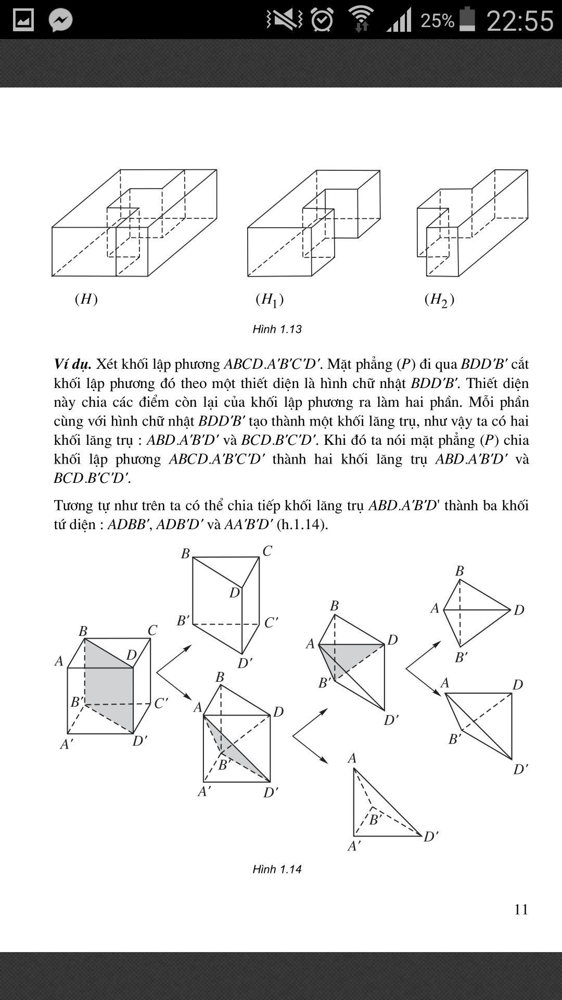 25% 22:55
(H) (H1) (H2)
Hình 1.13
Ví dụ. Xét khối lập phương ABCD.A'B'C'D'. Mặt phẳng (P) đi qua BDD'B' cắt
khối lập phương đó theo một thiết diện là hình chữ nhật BDD'B'. Thiết diện
này chia các điểm còn lại của khối lập phương ra làm hai phần. Mỗi phần
cùng với hình chữ nhật BDD'B' tạo thành một khối lăng trụ, như vậy ta có hai
khối lăng trụ : ABD.A'B'D' và BCD.B'C'D'. Khi đó ta nói mặt phẳng (P) chia
khối lập phương ABCD.A'B'C'D' thành hai khối lăng trụ ABD.A'B'D' và
BCD.B'C'D'.
Tương tự như trên ta có thể chia tiếp khối lăng trụ ABD.A'B'D' thành ba khối
tứ diện : ADBB', ADB'D' và AA'B'D' (h.1.14).
B C
D
B' C'
D'
B C
A D
B' C'
A' D'
B
A D
B'
A' D'
B
A D
B'
D'
B
A D
B'
A D
B'
D'
A
B'
A' D'
Hình 1.14
11